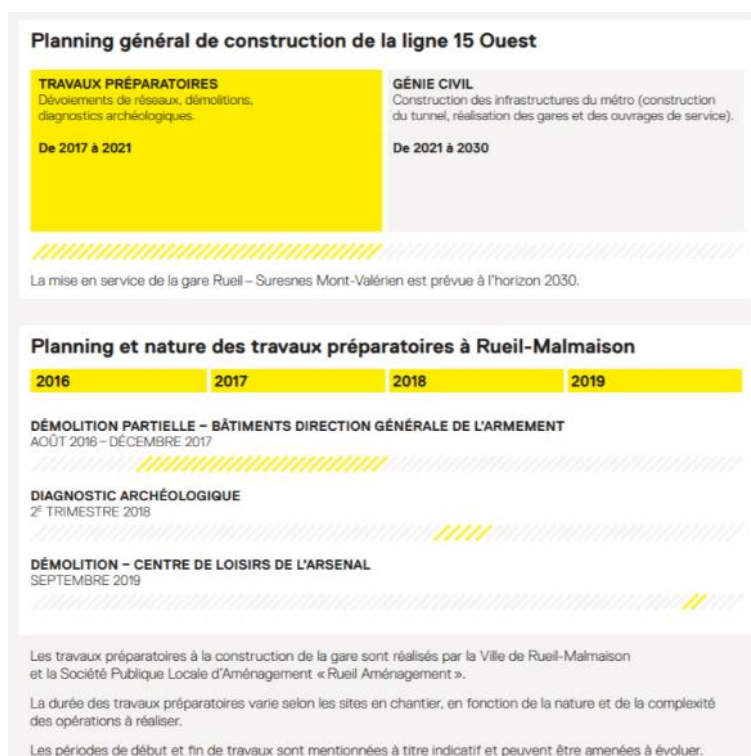 Planning général de construction de la ligne 15 Ouest
TRAVAUX PRÉPARATOIRES
Dévoiements de réseaux, démolitions,
diagnostics archéologiques.
De 2017 à 2021
GÉNIE CIVIL
Construction des infrastructures du métro (construction
du tunnel, réalisation des gares et des ouvrages de service).
De 2021 à 2030
La mise en service de la gare Rueil – Suresnes Mont-Valérien est prévue à l'horizon 2030.
Planning et nature des travaux préparatoires à Rueil-Malmaison
2016 2017 2018 2019
DÉMOLITION PARTIELLE – BÂTIMENTS DIRECTION GÉNÉRALE DE L'ARMEMENT
AOÛT 2016 – DÉCEMBRE 2017
DIAGNOSTIC ARCHÉOLOGIQUE
2E TRIMESTRE 2018
DÉMOLITION – CENTRE DE LOISIRS DE L'ARSENAL
SEPTEMBRE 2019
Les travaux préparatoires à la construction de la gare sont réalisés par la Ville de Rueil-Malmaison
et la Société Publique Locale d'Aménagement « Rueil Aménagement ».
La durée des travaux préparatoires varie selon les sites en chantier, en fonction de la nature et de la complexité
des opérations à réaliser.
Les périodes de début et fin de travaux sont mentionnées à titre indicatif et peuvent être amenées à évoluer.